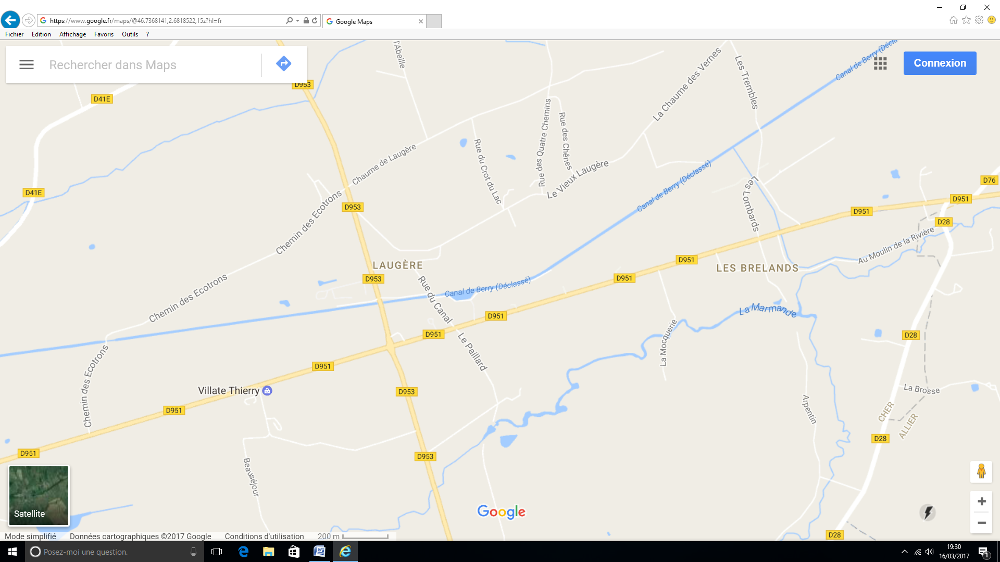 https://www.google.fr/maps/@46.7368141,2.6818522,15z?hl=fr
Google Maps
Fichier Edition Affichage Favoris Outils ?
Rechercher dans Maps
Connexion
l'Abeille
Les Trembles
Canal de Berry (Décla
La Chaume des Vernes
D953
D41E
Rue des Quatre Chemins
Rue des Chênes
Chaume de Laugère
Rue du Crot du Lac
Le Vieux Laugère
Canal de Berry (Déclassé)
Les Lombards
D76
D41E
D951
D953
D951
D28
Chemin des Ecotrons
Au Moulin de la Rivière
LAUGÈRE
D951
LES BRELANDS
D953
D951
Canal de Berry (Déclassé)
Rue du Canal
Chemin des Ecotrons
La Marmande
D951
D951
La Mocquerie
D28
Le Paillard
Chemin des Ecotrons
D951
Villate Thierry
D953
La Brosse
D951
Arpentin
CHER
ALLIER
D28
D951
D953
Beauséjour
Satellite
Google
D28
Mode simplifié Données cartographiques ©2017 Google Conditions d'utilisation 200 m
Posez-moi une question.
19:30
16/03/2017
1